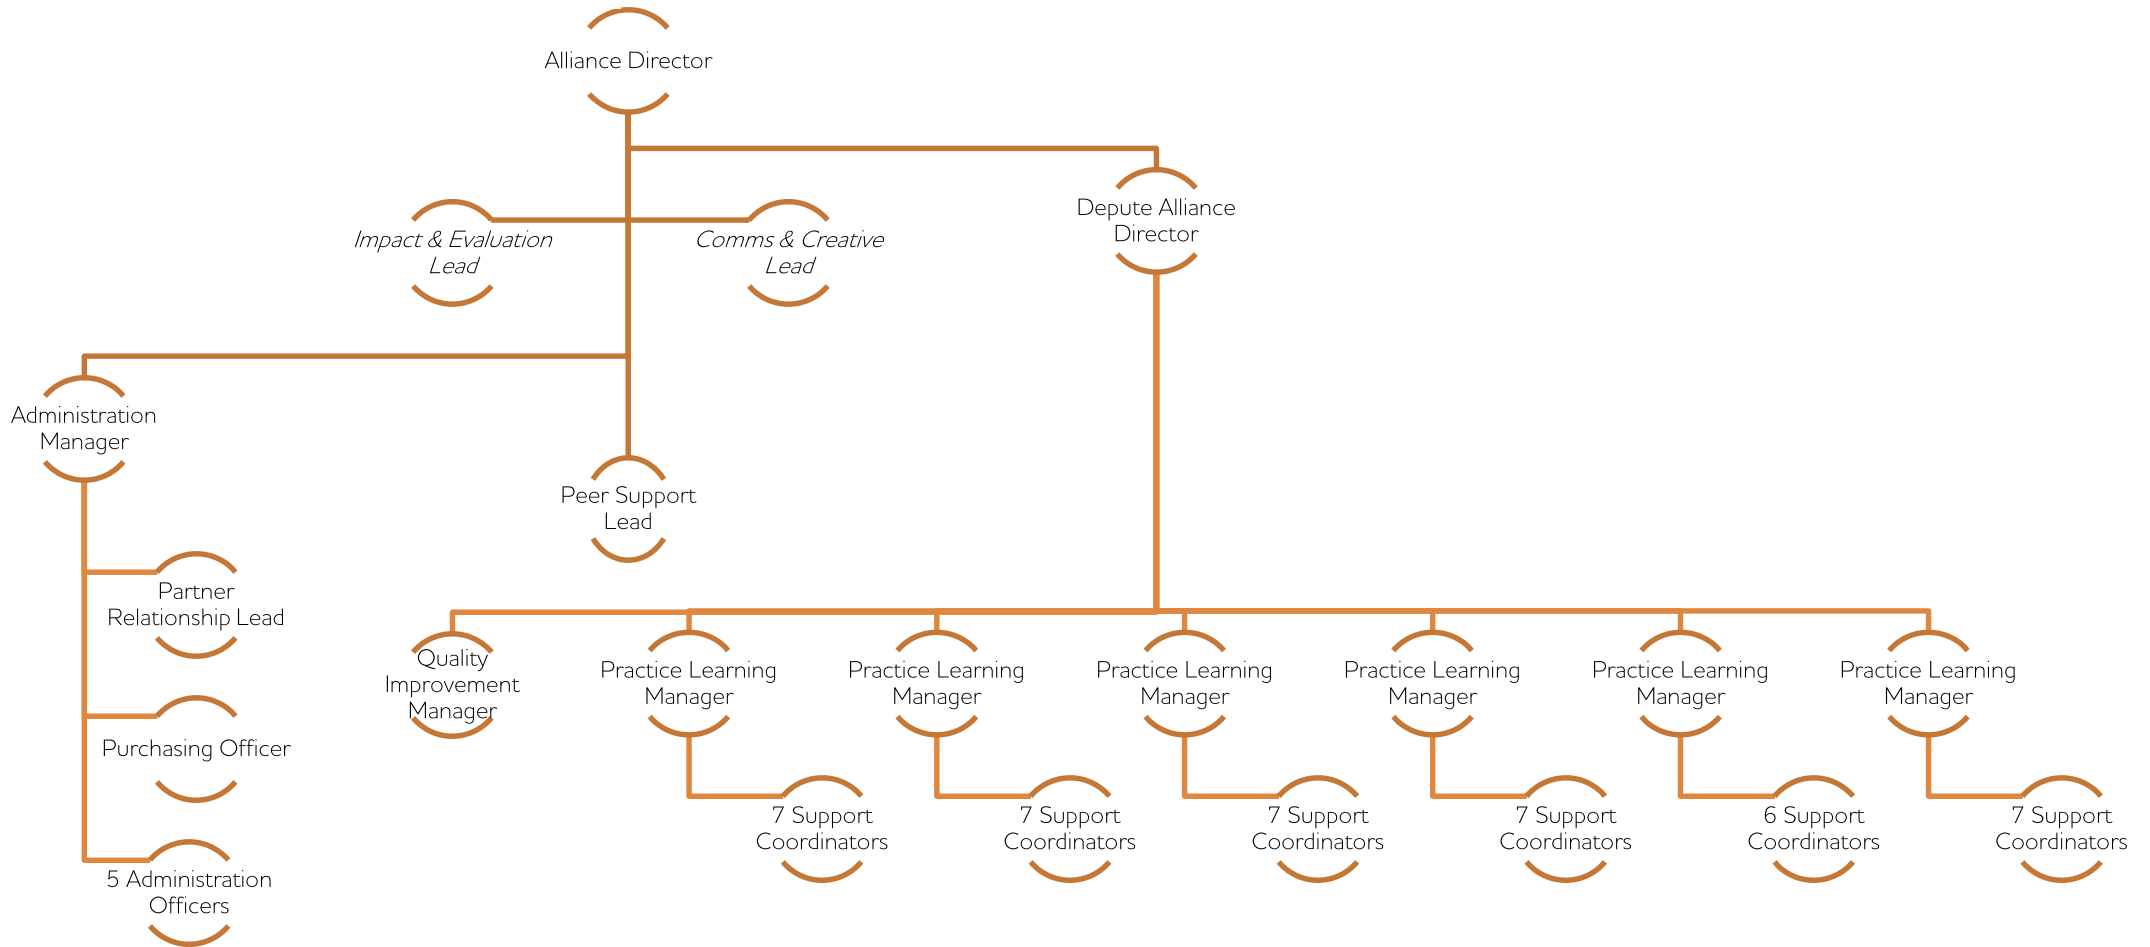 Alliance Director
Depute Alliance
Director
Impact & Evaluation
Lead
Comms & Creative
Lead
Administration
Manager
Peer Support
Lead
Partner
Relationship Lead
Purchasing Officer
5 Administration
Officers
Quality
Improvement
Manager
Practice Learning
Manager
Practice Learning
Manager
Practice Learning
Manager
Practice Learning
Manager
Practice Learning
Manager
Practice Learning
Manager
7 Support
Coordinators
7 Support
Coordinators
7 Support
Coordinators
7 Support
Coordinators
6 Support
Coordinators
7 Support
Coordinators